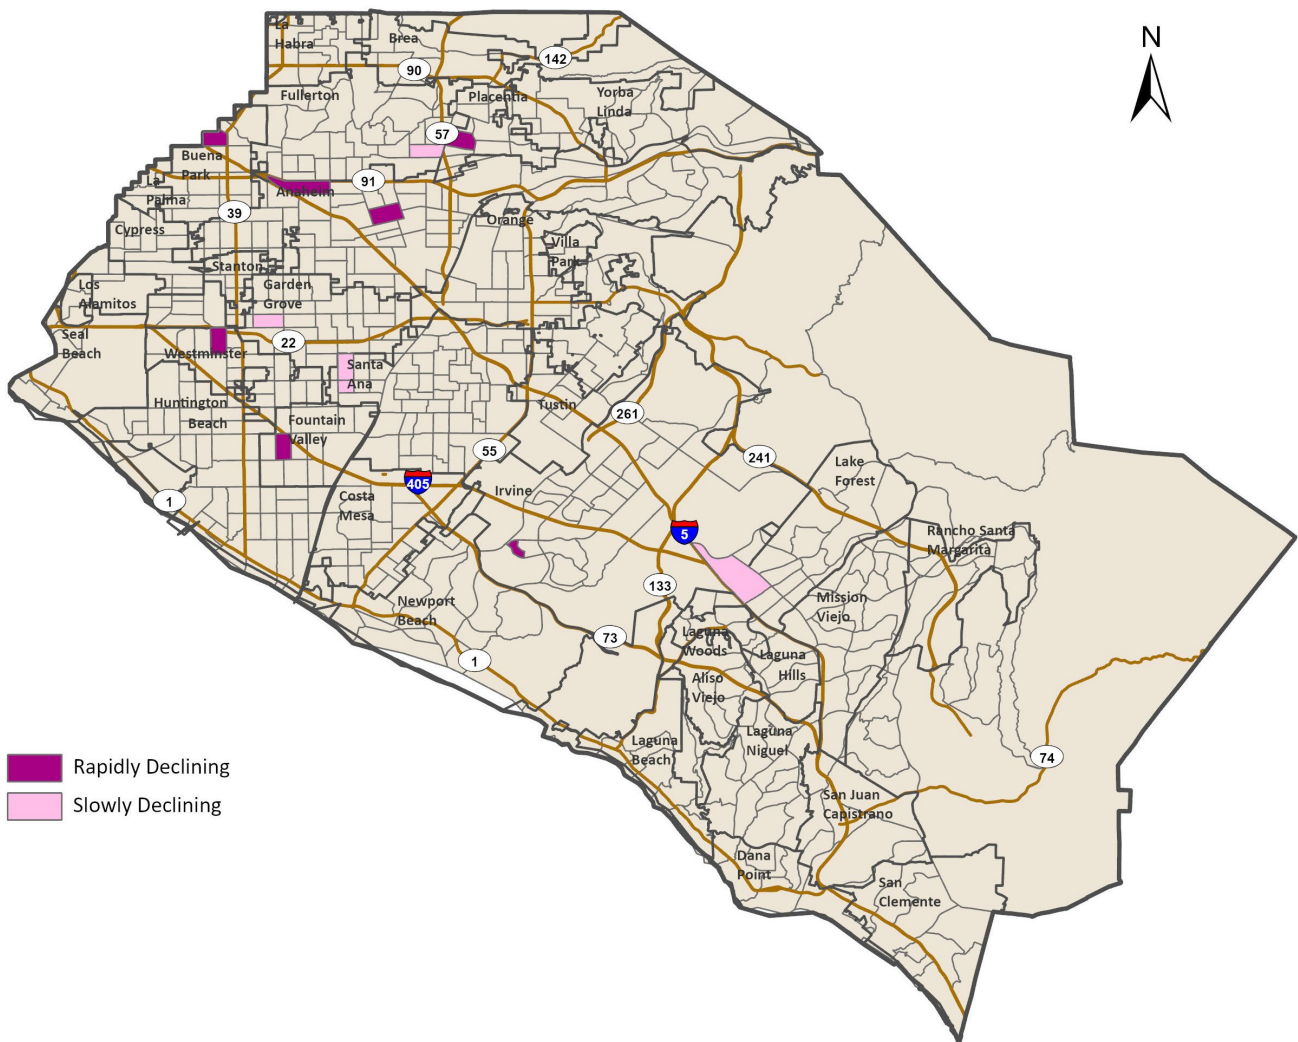 N
La
Habra
Brea
142
90
Fullerton
Placentia
Yorba
Linda
57
Buena
Park
La
Palma
91
Anaheim
39
Cypress
Orange
Villa
Park
Stanton
Los
Alamitos
Garden
Grove
Seal
Beach
22
Westminster
Santa
Ana
Huntington
Beach
Fountain
Valley
Tustin
261
55
241
Lake
Forest
405
1
Costa
Mesa
Irvine
5
Rancho Santa
Margarita
133
Newport
Beach
Mission
Viejo
73
Laguna
Woods
1
Laguna
Hills
Aliso
Viejo
Laguna
Beach
Laguna
Niguel
74
Rapidly Declining
Slowly Declining
San Juan
Capistrano
Dana
Point
San
Clemente